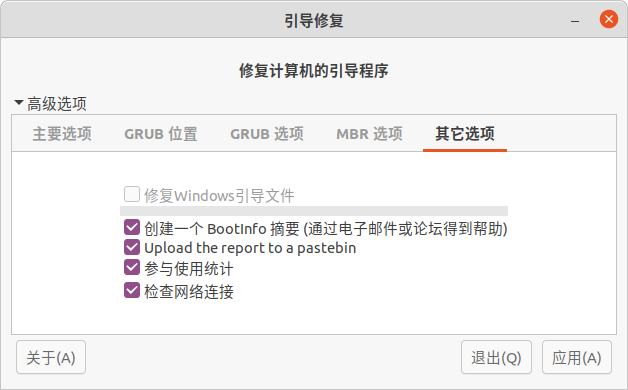 引导修复
修复计算机的引导程序
高级选项
主要选项 GRUB 位置 GRUB 选项 MBR 选项 其它选项
修复Windows引导文件
创建一个 BootInfo 摘要 (通过电子邮件或论坛得到帮助)
Upload the report to a pastebin
参与使用统计
检查网络连接
关于(A) 退出(Q) 应用(A)